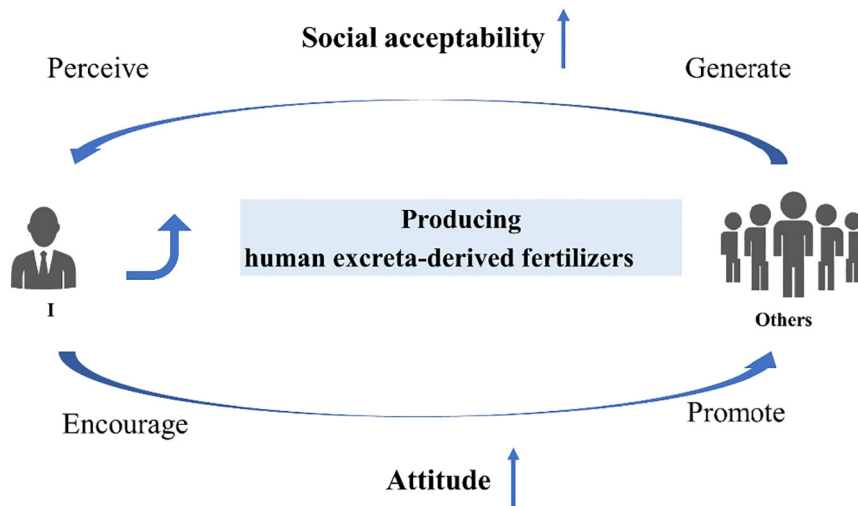 Social acceptability
Perceive
Generate
Producing
human excreta-derived fertilizers
I
Others
Encourage
Promote
Attitude